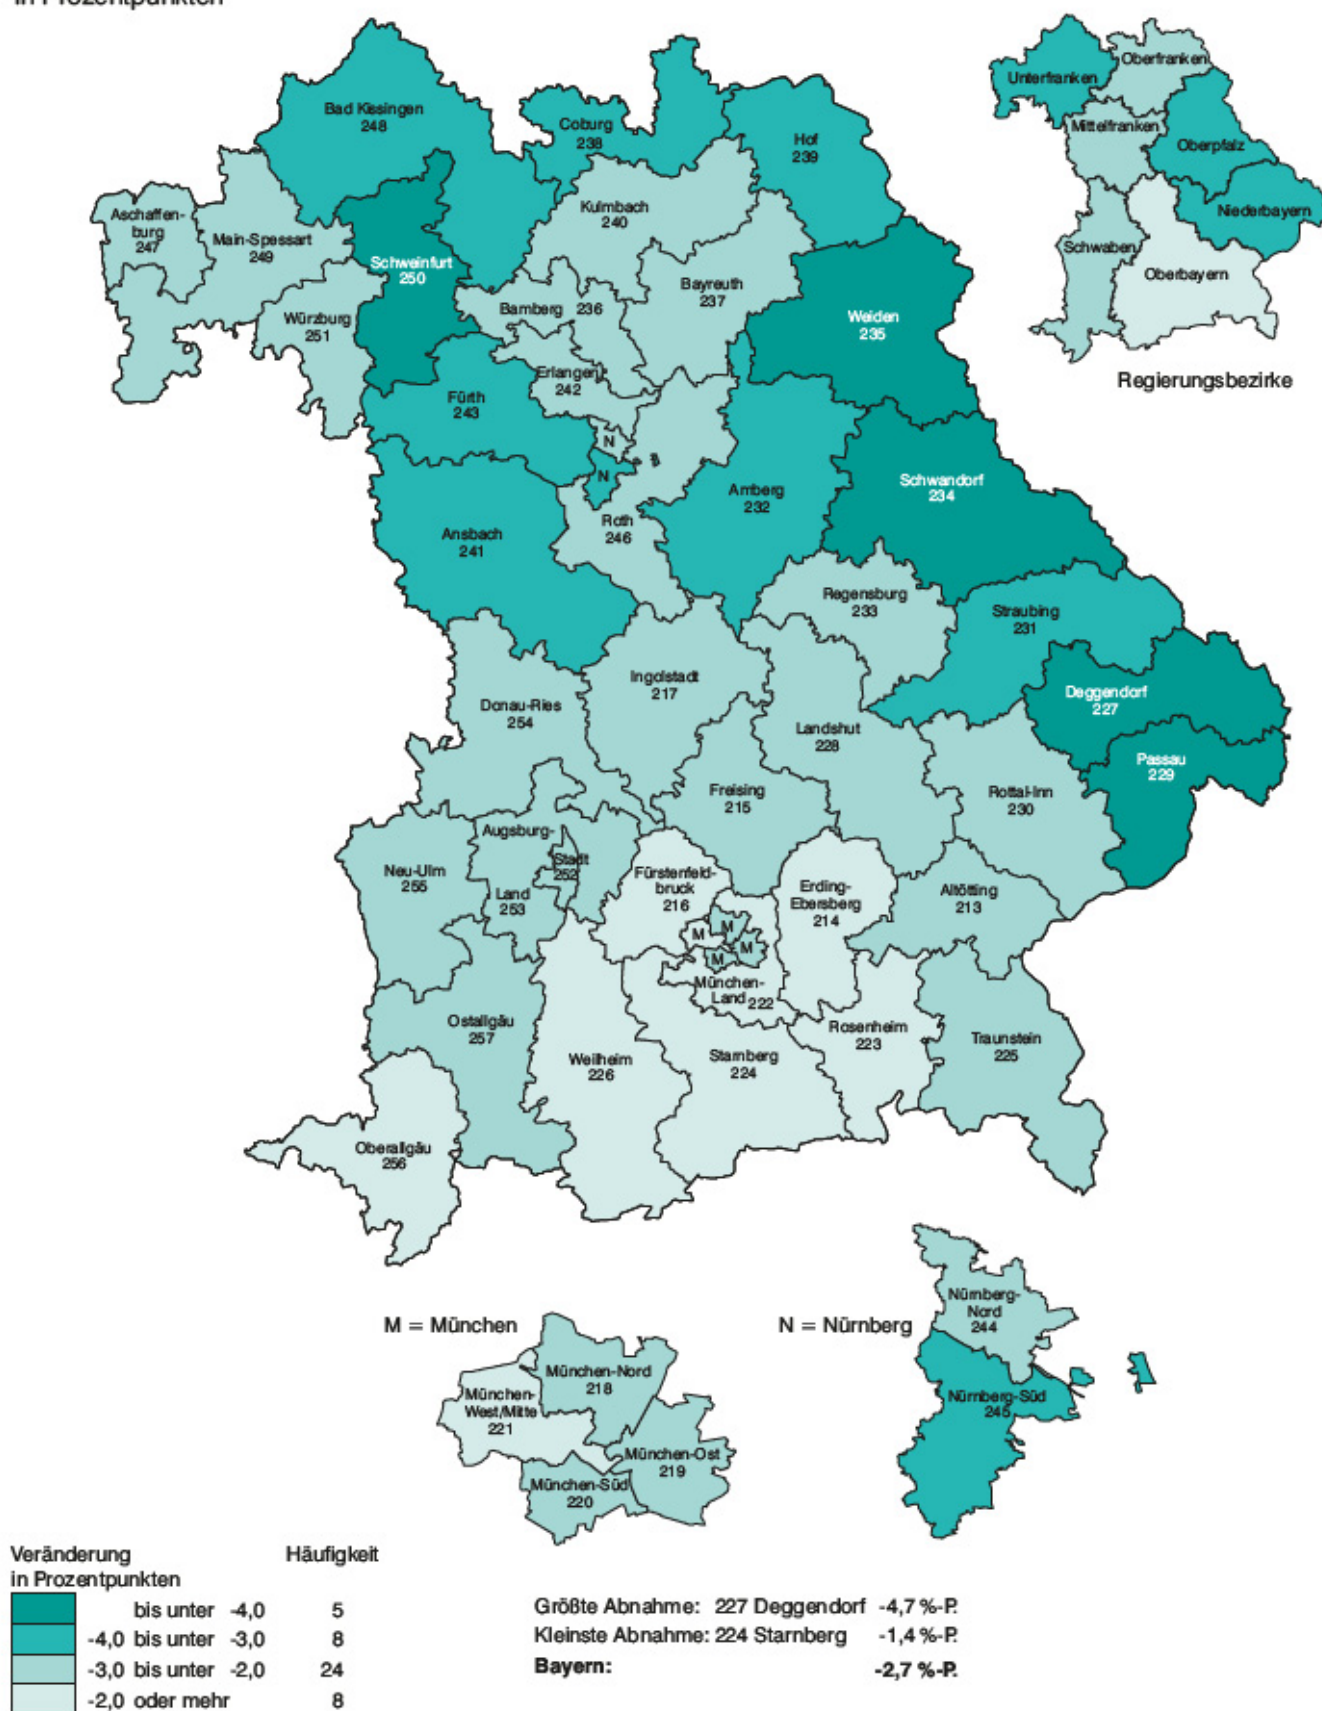 in Prozentpunkten
Bad Kissingen
248
Coburg
238
Hof
239
Unterfranken
Oberfranken
Mittelfranken
Oberpfalz
Niederbayern
Schwaben
Oberbayern
Regierungsbezirke
Aschaffen-
burg
247
Main-Spessart
249
Schweinfurt
250
Kulmbach
240
Würzburg
251
Bamberg 236
Bayreuth
237
Weiden
235
Erlangen
242
Fürth
243
N
N
Ansbach
241
Roth
246
Amberg
232
Schwandorf
234
Regensburg
233
Straubing
231
Deggendorf
227
Passau
229
Ingolstadt
217
Donau-Ries
254
Landshut
228
Freising
215
Rottal-Inn
230
Neu-Ulm
255
Augsburg-
Stadt
252
Land
253
Fürstenfeld-
bruck
216
Erding-
Ebersberg
214
Altötting
213
M
M
M
M
München-
Land 222
Ostallgäu
257
Weilheim
226
Starnberg
224
Rosenheim
223
Traunstein
225
Oberallgäu
256
M = München
München-Nord
218
München-
West/Mitte
221
München-Ost
219
München-Süd
220
N = Nürnberg
Nürnberg-
Nord
244
Nürnberg-Süd
245
Veränderung Häufigkeit
in Prozentpunkten
bis unter -4,0 5
-4,0 bis unter -3,0 8
-3,0 bis unter -2,0 24
-2,0 oder mehr 8
Größte Abnahme: 227 Deggendorf -4,7 %-P.
Kleinste Abnahme: 224 Starnberg -1,4 %-P.
Bayern: -2,7 %-P.